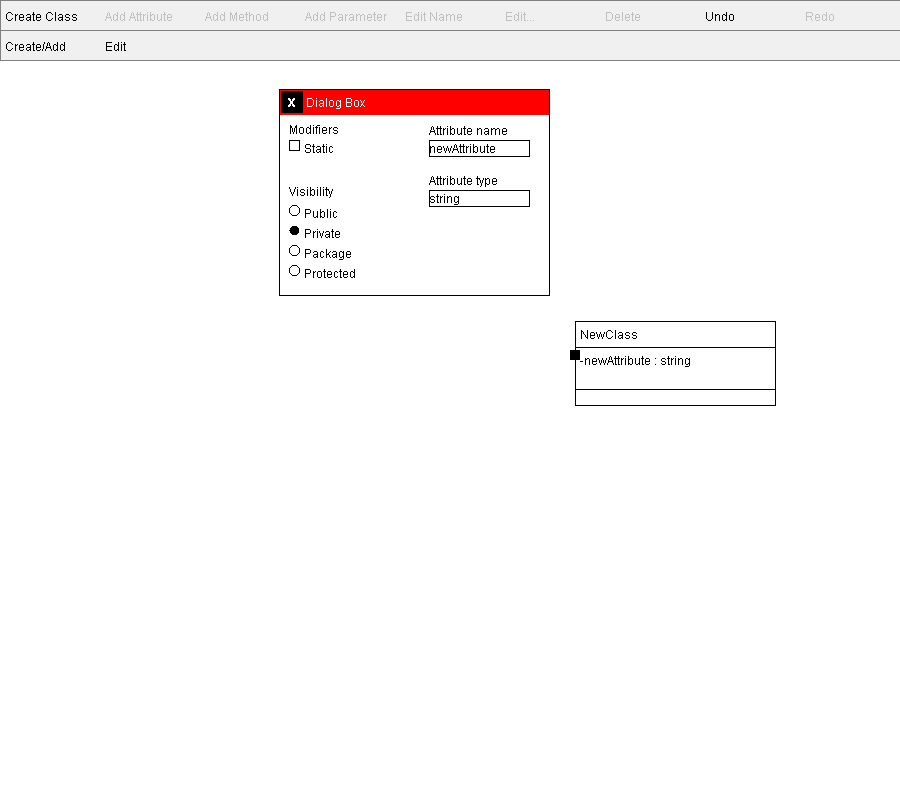 Create Class Add Attribute Add Method Add Parameter Edit Name Edit... Delete Undo Redo
Create/Add Edit
X Dialog Box
Modifiers
Static
Visibility
Public
Private
Package
Protected
Attribute name
newAttribute
Attribute type
string
NewClass
-newAttribute : string